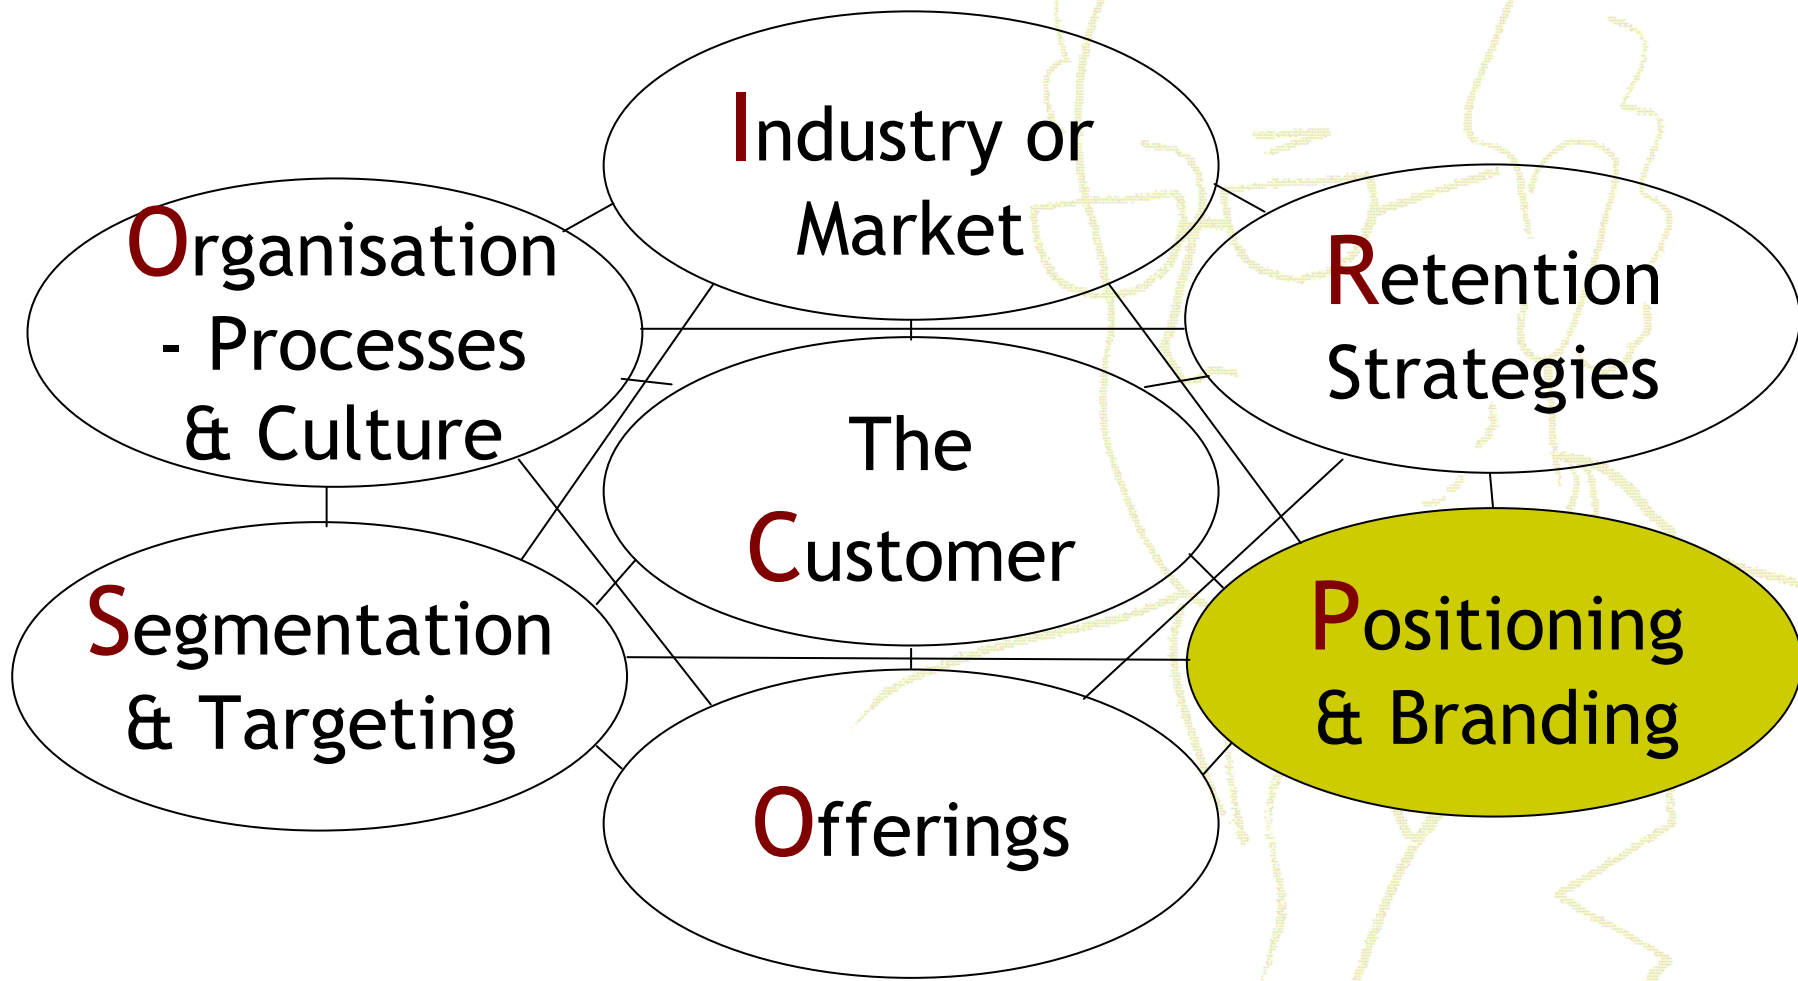 Industry or
Market
Organisation
- Processes
& Culture
Retention
Strategies
The
Customer
Segmentation
& Targeting
Positioning
& Branding
Offerings